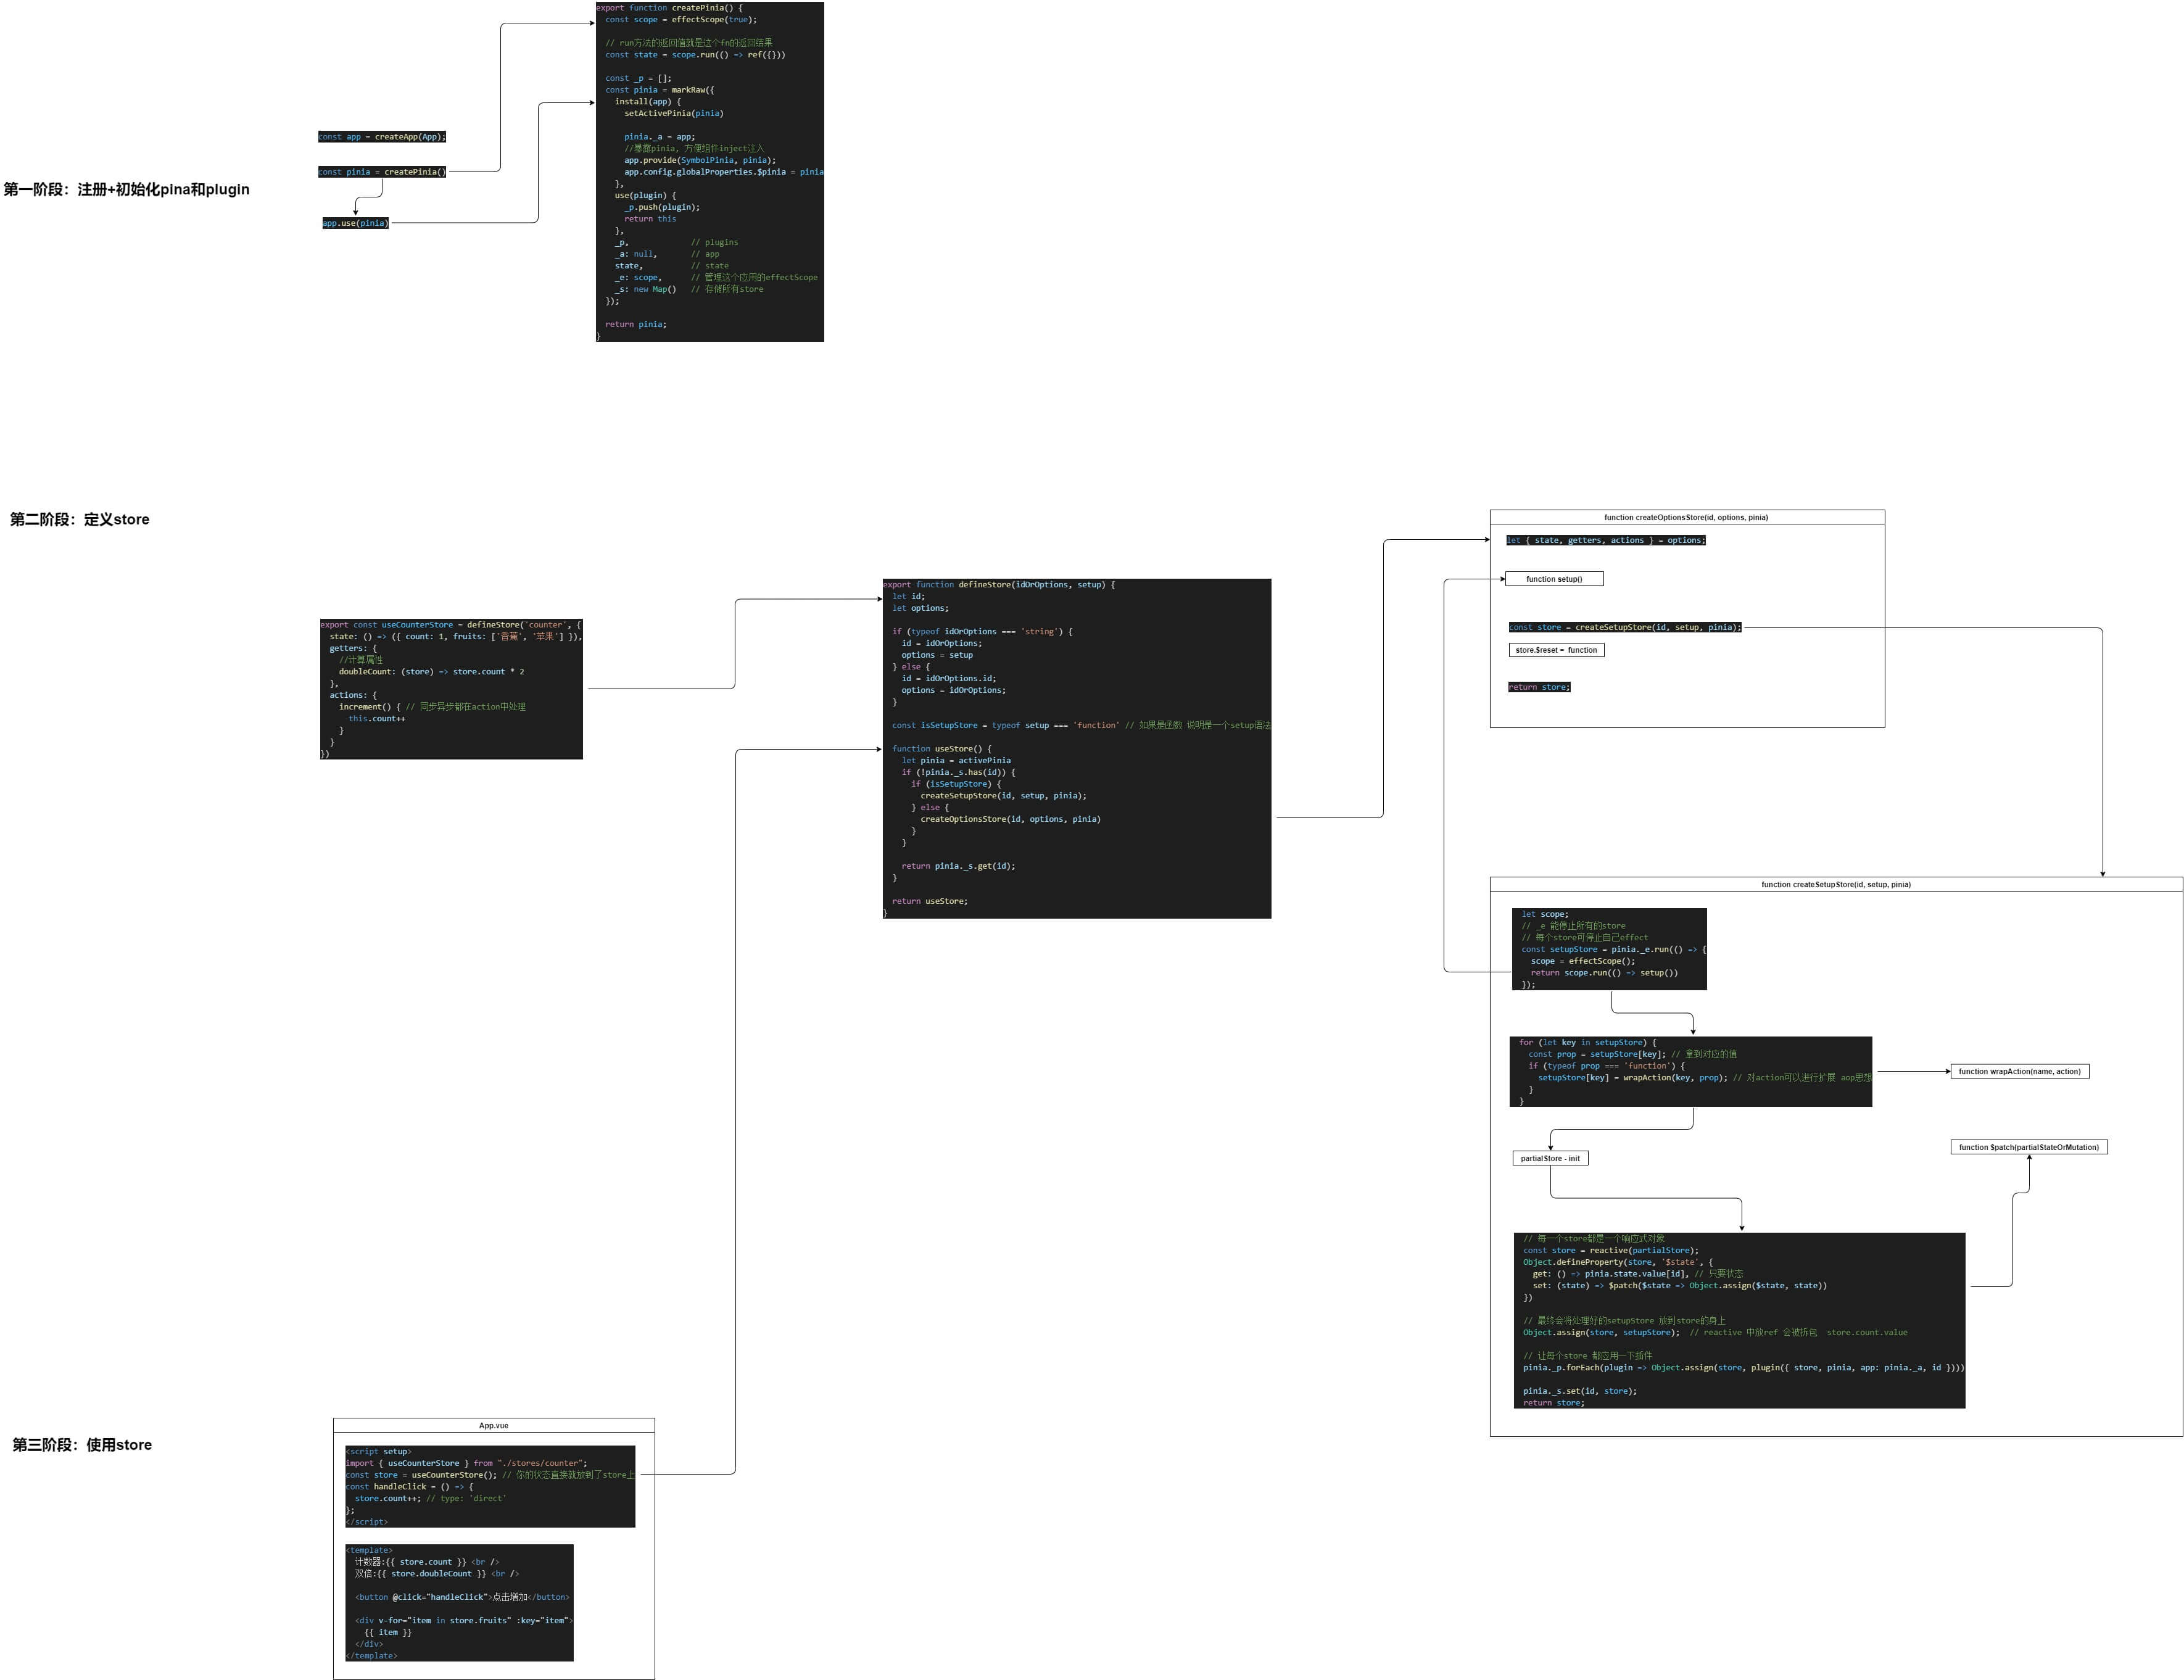 第一阶段：注册+初始化pina和plugin
const app = createApp(App);
const pinia = createPinia()
app.use(pinia)
export function createPinia() {
  const scope = effectScope(true);

  // run方法的返回值就是这个fn的返回结果
  const state = scope.run(() => ref({}))

  const _p = [];
  const pinia = markRaw({
    install(app) {
      setActivePinia(pinia)

      pinia._a = app;
      //暴露pinia, 方便组件inject注入
      app.provide(SymbolPinia, pinia);
      app.config.globalProperties.$pinia = pinia
    },
    use(plugin) {
      _p.push(plugin);
      return this
    },
    _p,             // plugins
    _a: null,       // app
    state,          // state
    _e: scope,      // 管理这个应用的effectScope
    _s: new Map()   // 存储所有store
  });

  return pinia;
}
第二阶段：定义store
export const useCounterStore = defineStore('counter', {
  state: () => ({ count: 1, fruits: ['香蕉', '苹果'] }),
  getters: {
    //计算属性
    doubleCount: (store) => store.count * 2
  },
  actions: {
    increment() { // 同步异步都在action中处理
      this.count++
    }
  }
})
export function defineStore(idOrOptions, setup) {
  let id;
  let options;

  if (typeof idOrOptions === 'string') {
    id = idOrOptions;
    options = setup
  } else {
    id = idOrOptions.id;
    options = idOrOptions;
  }

  const isSetupStore = typeof setup === 'function' // 如果是函数 说明是一个setup语法

  function useStore() {
    let pinia = activePinia
    if (!pinia._s.has(id)) {
      if (isSetupStore) {
        createSetupStore(id, setup, pinia);
      } else {
        createOptionsStore(id, options, pinia)
      }
    }

    return pinia._s.get(id);
  }

  return useStore;
}
function createOptionsStore(id, options, pinia)
let { state, getters, actions } = options;
function setup()
const store = createSetupStore(id, setup, pinia);
store.$reset = function
return store;
function createSetupStore(id, setup, pinia)
let scope;
// _e 能停止所有的store
// 每个store可停止自己effect
const setupStore = pinia._e.run(() => {
  scope = effectScope();
  return scope.run(() => setup())
});
for (let key in setupStore) {
  const prop = setupStore[key]; // 拿到对应的值
  if (typeof prop === 'function') {
    setupStore[key] = wrapAction(key, prop); // 对action可以进行扩展 aop思想
  }
}
function wrapAction(name, action)
partialStore - init
function $patch(partialStateOrMutation)
// 每一个store都是一个响应式对象
const store = reactive(partialStore);
Object.defineProperty(store, '$state', {
  get: () => pinia.state.value[id], // 只要状态
  set: (state) => $patch($state => Object.assign($state, state))
})

// 最终会将处理好的setupStore 放到store的身上
Object.assign(store, setupStore);  // reactive 中放ref 会被拆包  store.count.value

// 让每个store 都应用一下插件
pinia._p.forEach(plugin => Object.assign(store, plugin({ store, pinia, app: pinia._a, id })))

pinia._s.set(id, store);
return store;
第三阶段：使用store
App.vue
<script setup>
import { useCounterStore } from "./stores/counter";
const store = useCounterStore(); // 你的状态直接就放到了store上
const handleClick = () => {
  store.count++; // type: 'direct'
};
</script>
<template>
  计数器:{{ store.count }} <br />
  双倍:{{ store.doubleCount }} <br />

  <button @click="handleClick">点击增加</button>

  <div v-for="item in store.fruits" :key="item">
    {{ item }}
  </div>
</template>